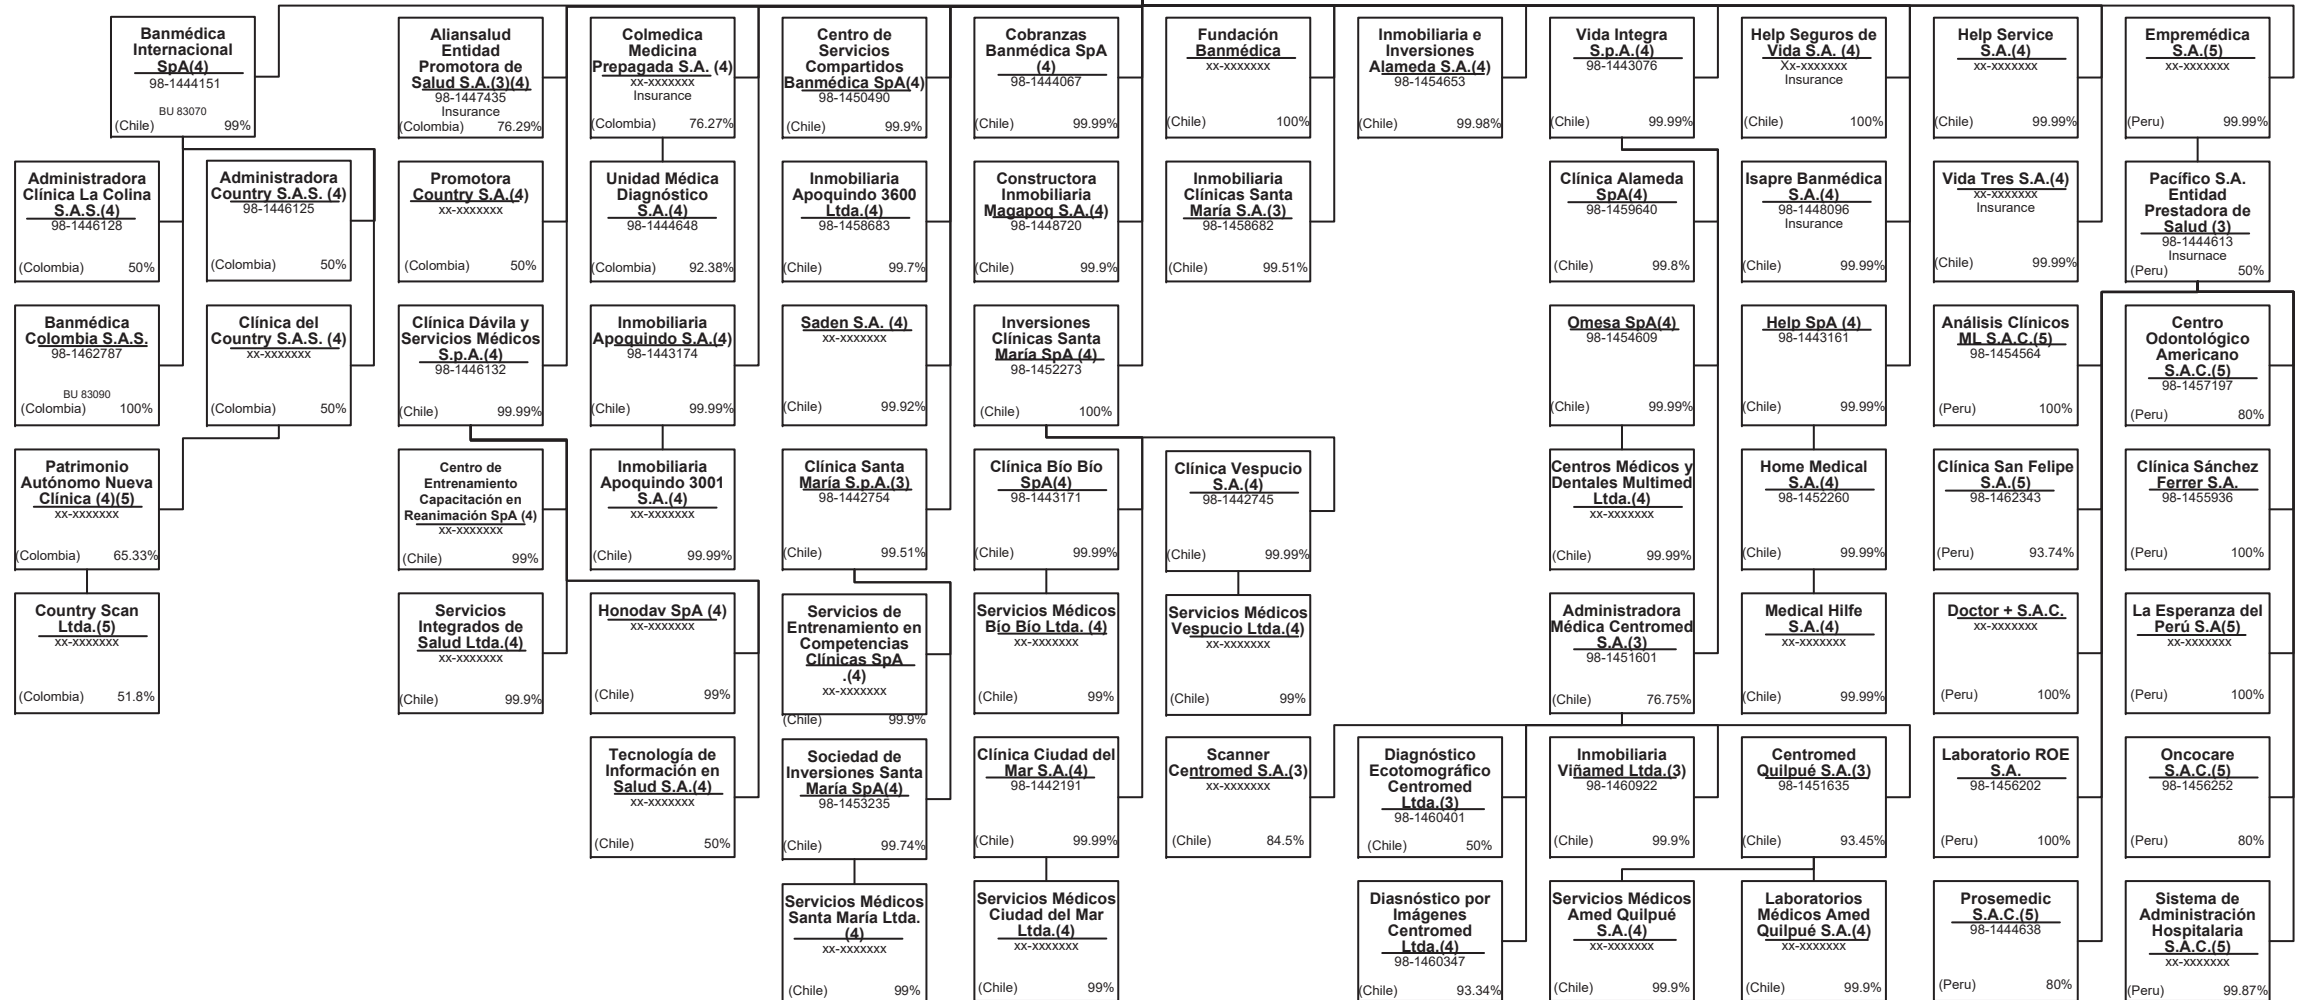 Banmédica
Internacional
SpA(4)
98-1444151
BU 83070
(Chile) 99%
Aliansalud
Entidad
Promotora de
Salud S.A.(3)(4)
98-1447435
Insurance
(Colombia) 76.29%
Colmedica
Medicina
Prepagada S.A. (4)
xx-xxxxxxx
Insurance
(Colombia) 76.27%
Centro de
Servicios
Compartidos
Banmédica SpA(4)
98-1450490
(Chile) 99.9%
Cobranzas
Banmédica SpA
(4)
98-1444067
(Chile) 99.99%
Fundación
Banmédica
xx-xxxxxxx
(Chile) 100%
Inmobiliaria e
Inversiones
Alameda S.A.(4)
98-1454653
(Chile) 99.98%
Vida Integra
S.p.A.(4)
98-1443076
(Chile) 99.99%
Help Seguros de
Vida S.A. (4)
Xx-xxxxxxx
Insurance
(Chile) 100%
Help Service
S.A.(4)
xx-xxxxxxx
(Chile) 99.99%
Empremédica
S.A.(5)
xx-xxxxxxx
(Peru) 99.99%
Administradora
Clínica La Colina
S.A.S.(4)
98-1446128
(Colombia) 50%
Administradora
Country S.A.S. (4)
98-1446125
(Colombia) 50%
Promotora
Country S.A.(4)
xx-xxxxxxx
(Colombia) 50%
Unidad Médica
Diagnóstico
S.A.(4)
98-1444648
(Colombia) 92.38%
Inmobiliaria
Apoquindo 3600
Ltda.(4)
98-1458683
(Chile) 99.7%
Constructora
Inmobiliaria
Magapoq S.A.(4)
98-1448720
(Chile) 99.9%
Inmobiliaria
Clínicas Santa
María S.A.(3)
98-1458682
(Chile) 99.51%
Clínica Alameda
SpA(4)
98-1459640
(Chile) 99.8%
Isapre Banmédica
S.A.(4)
98-1448096
Insurance
(Chile) 99.99%
Vida Tres S.A.(4)
xx-xxxxxxx
Insurance
(Chile) 99.99%
Pacífico S.A.
Entidad
Prestadora de
Salud (3)
98-1444613
Insurnace
(Peru) 50%
Banmédica
Colombia S.A.S.
98-1462787
BU 83090
(Colombia) 100%
Clínica del
Country S.A.S. (4)
xx-xxxxxxx
(Colombia) 50%
Clínica Dávila y
Servicios Médicos
S.p.A.(4)
98-1446132
(Chile) 99.99%
Inmobiliaria
Apoquindo S.A.(4)
98-1443174
(Chile) 99.99%
Saden S.A. (4)
xx-xxxxxxx
(Chile) 99.92%
Inversiones
Clínicas Santa
María SpA (4)
98-1452273
(Chile) 100%
Omesa SpA(4)
98-1454609
(Chile) 99.99%
Help SpA (4)
98-1443161
(Chile) 99.99%
Análisis Clínicos
ML S.A.C.(5)
98-1454564
(Peru) 100%
Centro
Odontológico
Americano
S.A.C.(5)
98-1457197
(Peru) 80%
Patrimonio
Autónomo Nueva
Clínica (4)(5)
xx-xxxxxxx
(Colombia) 65.33%
Centro de
Entrenamiento
Capacitación en
Reanimación SpA (4)
xx-xxxxxxx
(Chile) 99%
Inmobiliaria
Apoquindo 3001
S.A.(4)
xx-xxxxxxx
(Chile) 99.99%
Clínica Santa
María S.p.A.(3)
98-1442754
(Chile) 99.51%
Clínica Bío Bío
SpA(4)
98-1443171
(Chile) 99.99%
Clínica Vespucio
S.A.(4)
98-1442745
(Chile) 99.99%
Centros Médicos y
Dentales Multimed
Ltda.(4)
xx-xxxxxxx
(Chile) 99.99%
Home Medical
S.A.(4)
98-1452260
(Chile) 99.99%
Clínica San Felipe
S.A.(5)
98-1462343
(Peru) 93.74%
Clínica Sánchez
Ferrer S.A.
98-1455936
(Peru) 100%
Country Scan
Ltda.(5)
xx-xxxxxxx
(Colombia) 51.8%
Servicios
Integrados de
Salud Ltda.(4)
xx-xxxxxxx
(Chile) 99.9%
Honodav SpA (4)
xx-xxxxxxx
(Chile) 99%
Servicios de
Entrenamiento en
Competencias
Clínicas SpA
.(4)
xx-xxxxxxx
(Chile) 99.9%
Servicios Médicos
Bío Bío Ltda. (4)
xx-xxxxxxx
(Chile) 99%
Servicios Médicos
Vespucio Ltda.(4)
xx-xxxxxxx
(Chile) 99%
Administradora
Médica Centromed
S.A.(3)
98-1451601
(Chile) 76.75%
Medical Hilfe
S.A.(4)
xx-xxxxxxx
(Chile) 99.99%
Doctor + S.A.C.
xx-xxxxxxx
(Peru) 100%
La Esperanza del
Perú S.A(5)
xx-xxxxxxx
(Peru) 100%
Tecnología de
Información en
Salud S.A.(4)
xx-xxxxxxx
(Chile) 50%
Sociedad de
Inversiones Santa
María SpA(4)
98-1453235
(Chile) 99.74%
Clínica Ciudad del
Mar S.A.(4)
98-1442191
(Chile) 99.99%
Scanner
Centromed S.A.(3)
xx-xxxxxxx
(Chile) 84.5%
Diagnóstico
Ecotomográfico
Centromed
Ltda.(3)
98-1460401
(Chile) 50%
Inmobiliaria
Viñamed Ltda.(3)
98-1460922
(Chile) 99.9%
Centromed
Quilpué S.A.(3)
98-1451635
(Chile) 93.45%
Laboratorio ROE
S.A.
98-1456202
(Peru) 100%
Oncocare
S.A.C.(5)
98-1456252
(Peru) 80%
Servicios Médicos
Santa María Ltda.
(4)
xx-xxxxxxx
(Chile) 99%
Servicios Médicos
Ciudad del Mar
Ltda.(4)
xx-xxxxxxx
(Chile) 99%
Diasnóstico por
Imágenes
Centromed
Ltda.(4)
98-1460347
(Chile) 93.34%
Servicios Médicos
Amed Quilpué
S.A.(4)
xx-xxxxxxx
(Chile) 99.9%
Laboratorios
Médicos Amed
Quilpué S.A.(4)
xx-xxxxxxx
(Chile) 99.9%
Prosemedic
S.A.C.(5)
98-1444638
(Peru) 80%
Sistema de
Administración
Hospitalaria
S.A.C.(5)
xx-xxxxxxx
(Peru) 99.87%